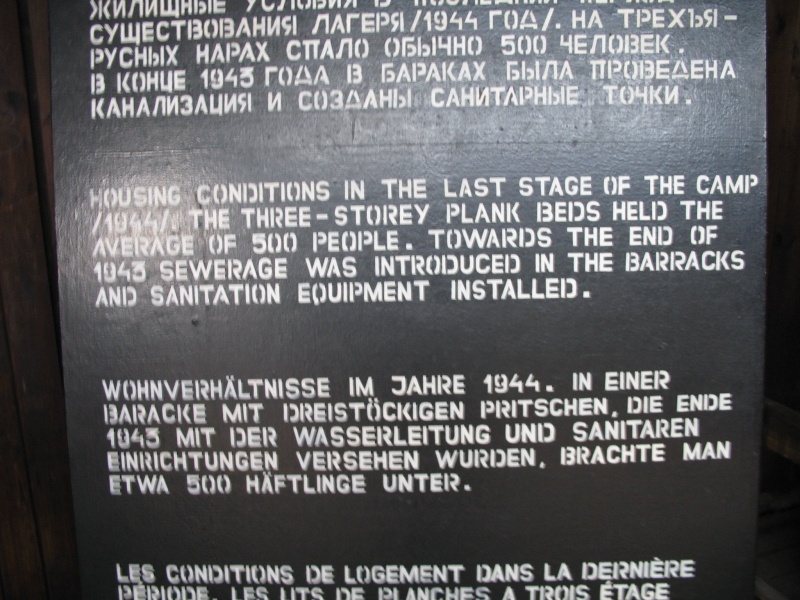 ЖИЛИЩНЫЕ УСЛОВИЯ В ПОСЛЕДНИЙ ПЕРИОД
СУЩЕСТВОВАНИЯ ЛАГЕРЯ /1944 ГОД/. НА ТРЕХЪЯ-
РУСНЫХ НАРАХ СПАЛО ОБЫЧНО 500 ЧЕЛОВЕК.
В КОНЦЕ 1943 ГОДА В БАРАКАХ БЫЛА ПРОВЕДЕНА
КАНАЛИЗАЦИЯ И СОЗДАНЫ САНИТАРНЫЕ ТОЧКИ.
HOUSING CONDITIONS IN THE LAST STAGE OF THE CAMP
/1944/. THE THREE-STOREY PLANK BEDS HELD THE
AVERAGE OF 500 PEOPLE. TOWARDS THE END OF
1943 SEWERAGE WAS INTRODUCED IN THE BARRACKS
AND SANITATION EQUIPMENT INSTALLED.
WOHNVERHÄLTNISSE IM JAHRE 1944. IN EINER
BARACKE MIT DREISTÖCKIGEN PRITSCHEN, DIE ENDE
1943 MIT DER WASSERLEITUNG UND SANITAREN
EINRICHTUNGEN VERSEHEN WURDEN, BRACHTE MAN
ETWA 500 HÄFTLINGE UNTER.
LES CONDITIONS DE LOGEMENT DANS LA DERNIÈRE
PÉRIODE. LES LITS DE PLANCHES A TROIS ÉTAGE